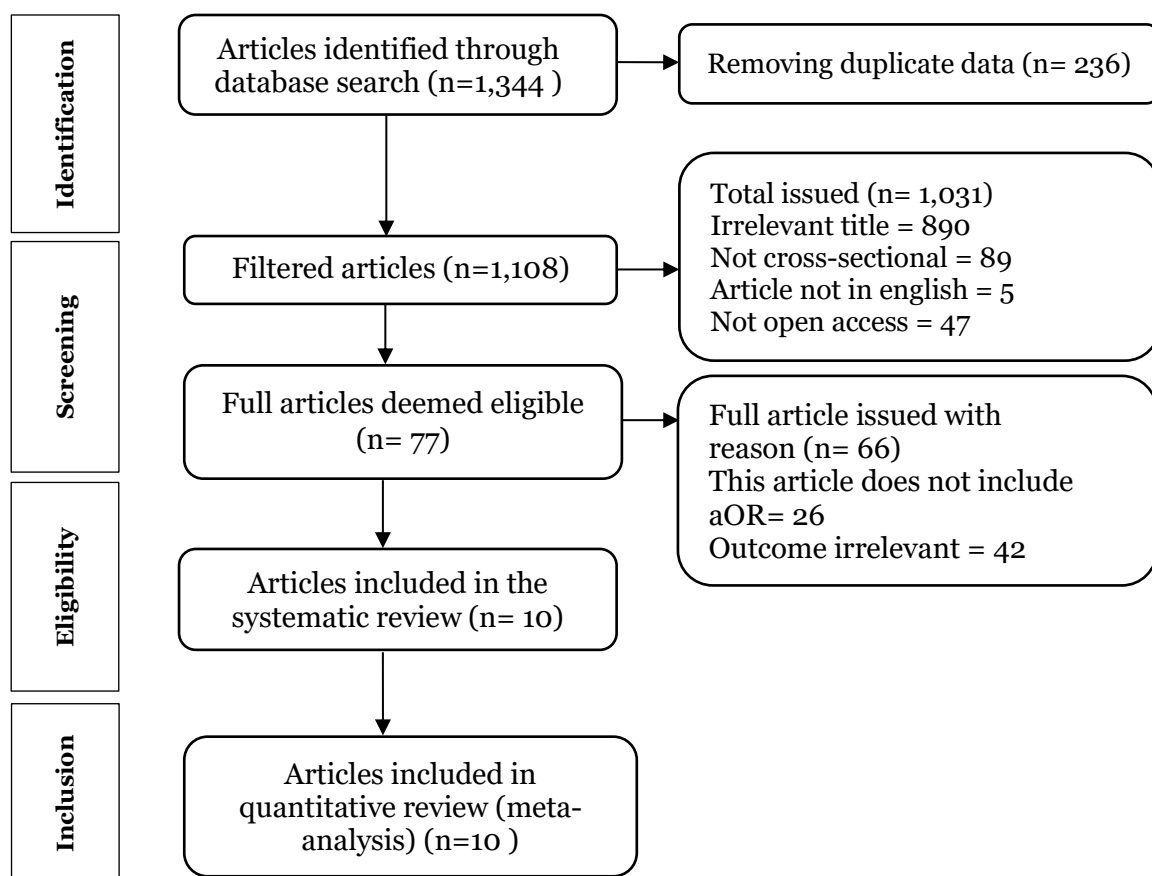 Identification
Articles identified through
database search (n=1,344 )
Removing duplicate data (n= 236)
Screening
Filtered articles (n=1,108)
Total issued (n= 1,031)
Irrelevant title = 890
Not cross-sectional = 89
Article not in english = 5
Not open access = 47
Full articles deemed eligible
(n= 77)
Full article issued with
reason (n= 66)
This article does not include
aOR= 26
Outcome irrelevant = 42
Eligibility
Articles included in the
systematic review (n= 10)
Inclusion
Articles included in
quantitative review (meta-
analysis) (n=10 )